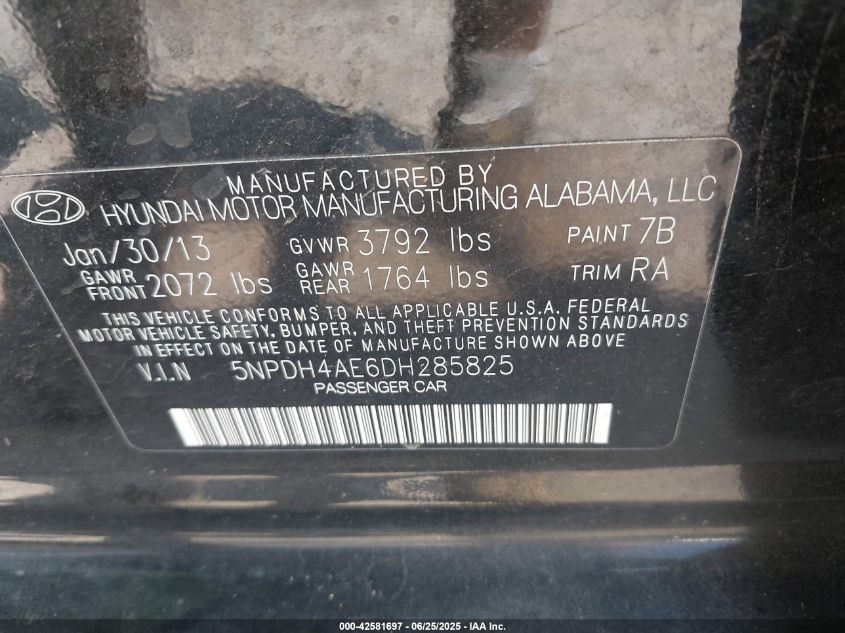 MANUFACTURED BY
HYUNDAI MOTOR MANUFACTURING ALABAMA, LLC
Jan/30/13 GVWR 3792 lbs PAINT 7B
GAWR FRONT 2072 lbs GAWR REAR 1764 lbs TRIM RA
THIS VEHICLE CONFORMS TO ALL APPLICABLE U.S.A. FEDERAL
MOTOR VEHICLE SAFETY, BUMPER, AND THEFT PREVENTION STANDARDS
IN EFFECT ON THE DATE OF MANUFACTURE SHOWN ABOVE.
V.I.N 5NPDH4AE6DH285825
PASSENGER CAR
000-42581697 - 06/25/2025 - IAA Inc.